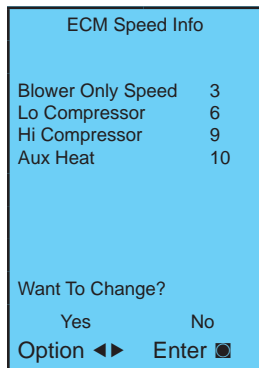 ECM Speed Info
Blower Only Speed 3
Lo Compressor 6
Hi Compressor 9
Aux Heat 10
Want To Change?
Yes No
Option ◄► Enter ◙